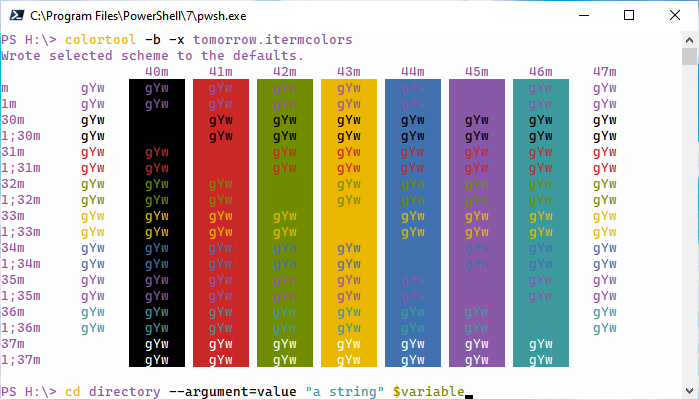 C:\Program Files\PowerShell\7\pwsh.exe
PS H:\> colortool -b -x tomorrow.itermcolors
Wrote selected scheme to the defaults.
40m 41m 42m 43m 44m 45m 46m 47m
m gYw gYw gYw gYw gYw gYw gYw gYw
1m gYw gYw gYw gYw gYw gYw gYw gYw
30m gYw gYw gYw gYw gYw gYw gYw gYw
1;30m gYw gYw gYw gYw gYw gYw gYw gYw
31m gYw gYw gYw gYw gYw gYw gYw gYw
1;31m gYw gYw gYw gYw gYw gYw gYw gYw
32m gYw gYw gYw gYw gYw gYw gYw gYw
1;32m gYw gYw gYw gYw gYw gYw gYw gYw
33m gYw gYw gYw gYw gYw gYw gYw gYw
1;33m gYw gYw gYw gYw gYw gYw gYw gYw
34m gYw gYw gYw gYw gYw gYw gYw gYw
1;34m gYw gYw gYw gYw gYw gYw gYw gYw
35m gYw gYw gYw gYw gYw gYw gYw gYw
1;35m gYw gYw gYw gYw gYw gYw gYw gYw
36m gYw gYw gYw gYw gYw gYw gYw gYw
1;36m gYw gYw gYw gYw gYw gYw gYw gYw
37m gYw gYw gYw gYw gYw gYw gYw
1;37m gYw gYw gYw gYw gYw gYw gYw
PS H:\> cd directory --argument=value "a string" $variable